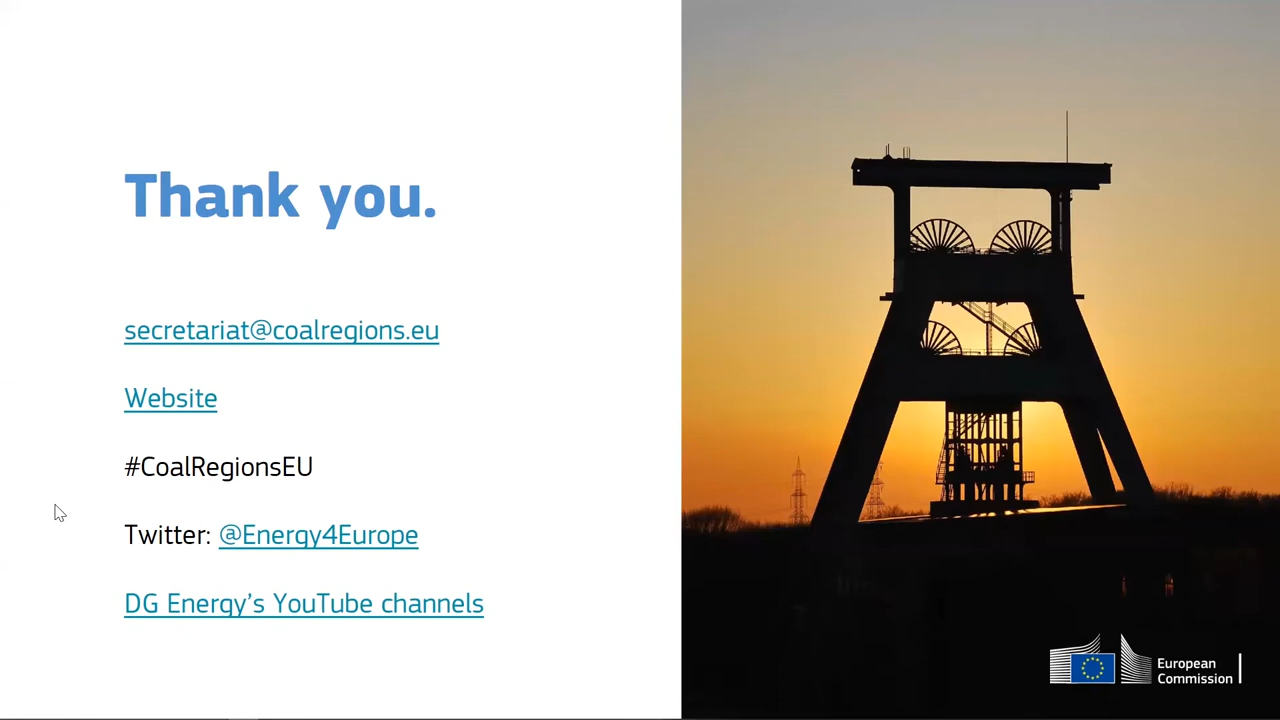 Thank you.
secretariat@coalregions.eu
Website
#CoalRegionsEU
Twitter: @Energy4Europe
DG Energy’s YouTube channels
European
Commission